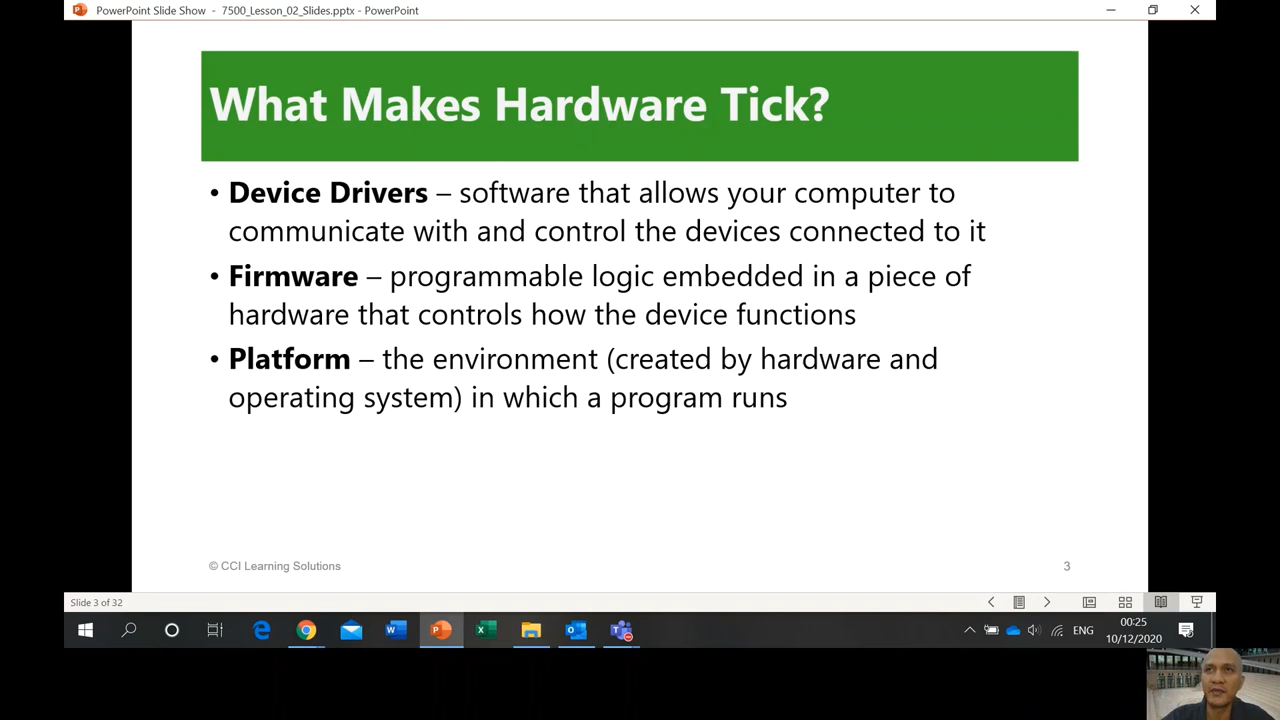 PowerPoint Slide Show - 7500_Lesson_02_Slides.pptx - PowerPoint
What Makes Hardware Tick?
• Device Drivers – software that allows your computer to
communicate with and control the devices connected to it
• Firmware – programmable logic embedded in a piece of
hardware that controls how the device functions
• Platform – the environment (created by hardware and
operating system) in which a program runs
© CCI Learning Solutions
3
Slide 3 of 32
ENG
00:25
10/12/2020